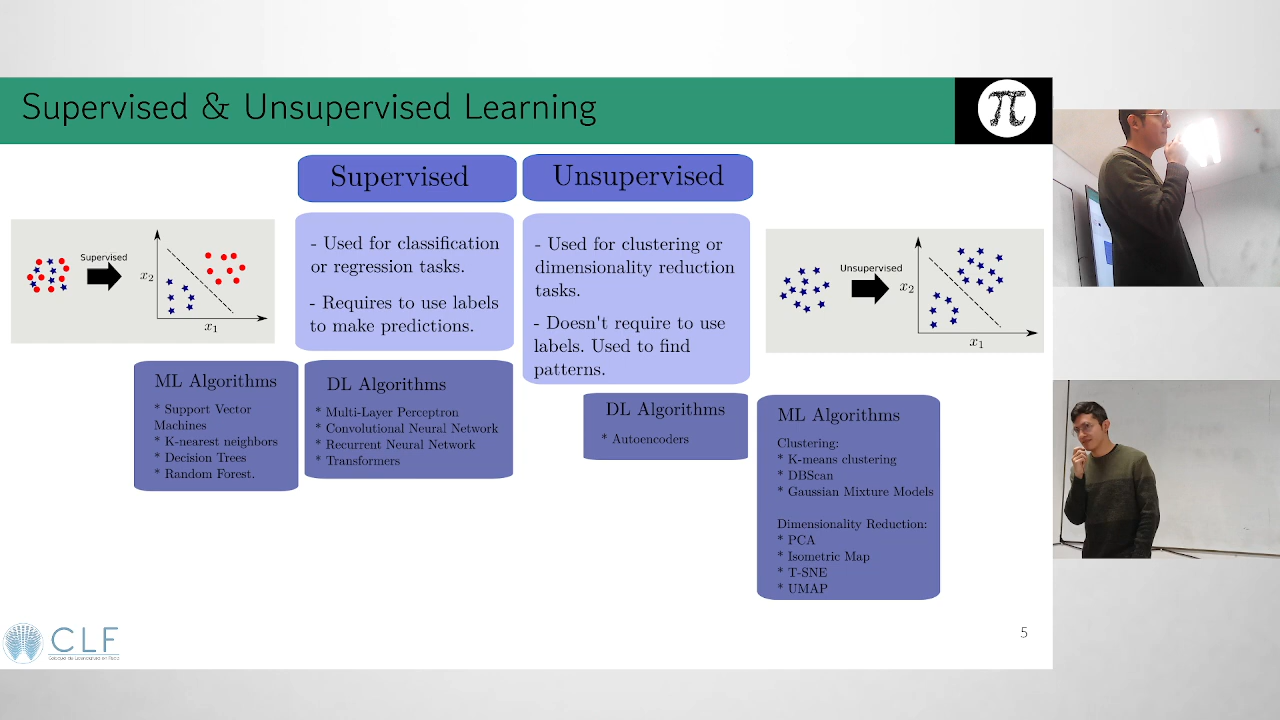 Supervised & Unsupervised Learning
π
Supervised
Unsupervised
Supervised
x2
x1
- Used for classification
or regression tasks.
- Requires to use labels
to make predictions.
- Used for clustering or
dimensionality reduction
tasks.
- Doesn't require to use
labels. Used to find
patterns.
Unsupervised
x2
x1
ML Algorithms
* Support Vector
Machines
* K-nearest neighbors
* Decision Trees
* Random Forest.
DL Algorithms
* Multi-Layer Perceptron
* Convolutional Neural Network
* Recurrent Neural Network
* Transformers
DL Algorithms
* Autoencoders
ML Algorithms
Clustering:
* K-means clustering
* DBScan
* Gaussian Mixture Models
Dimensionality Reduction:
* PCA
* Isometric Map
* T-SNE
* UMAP
CLF
5